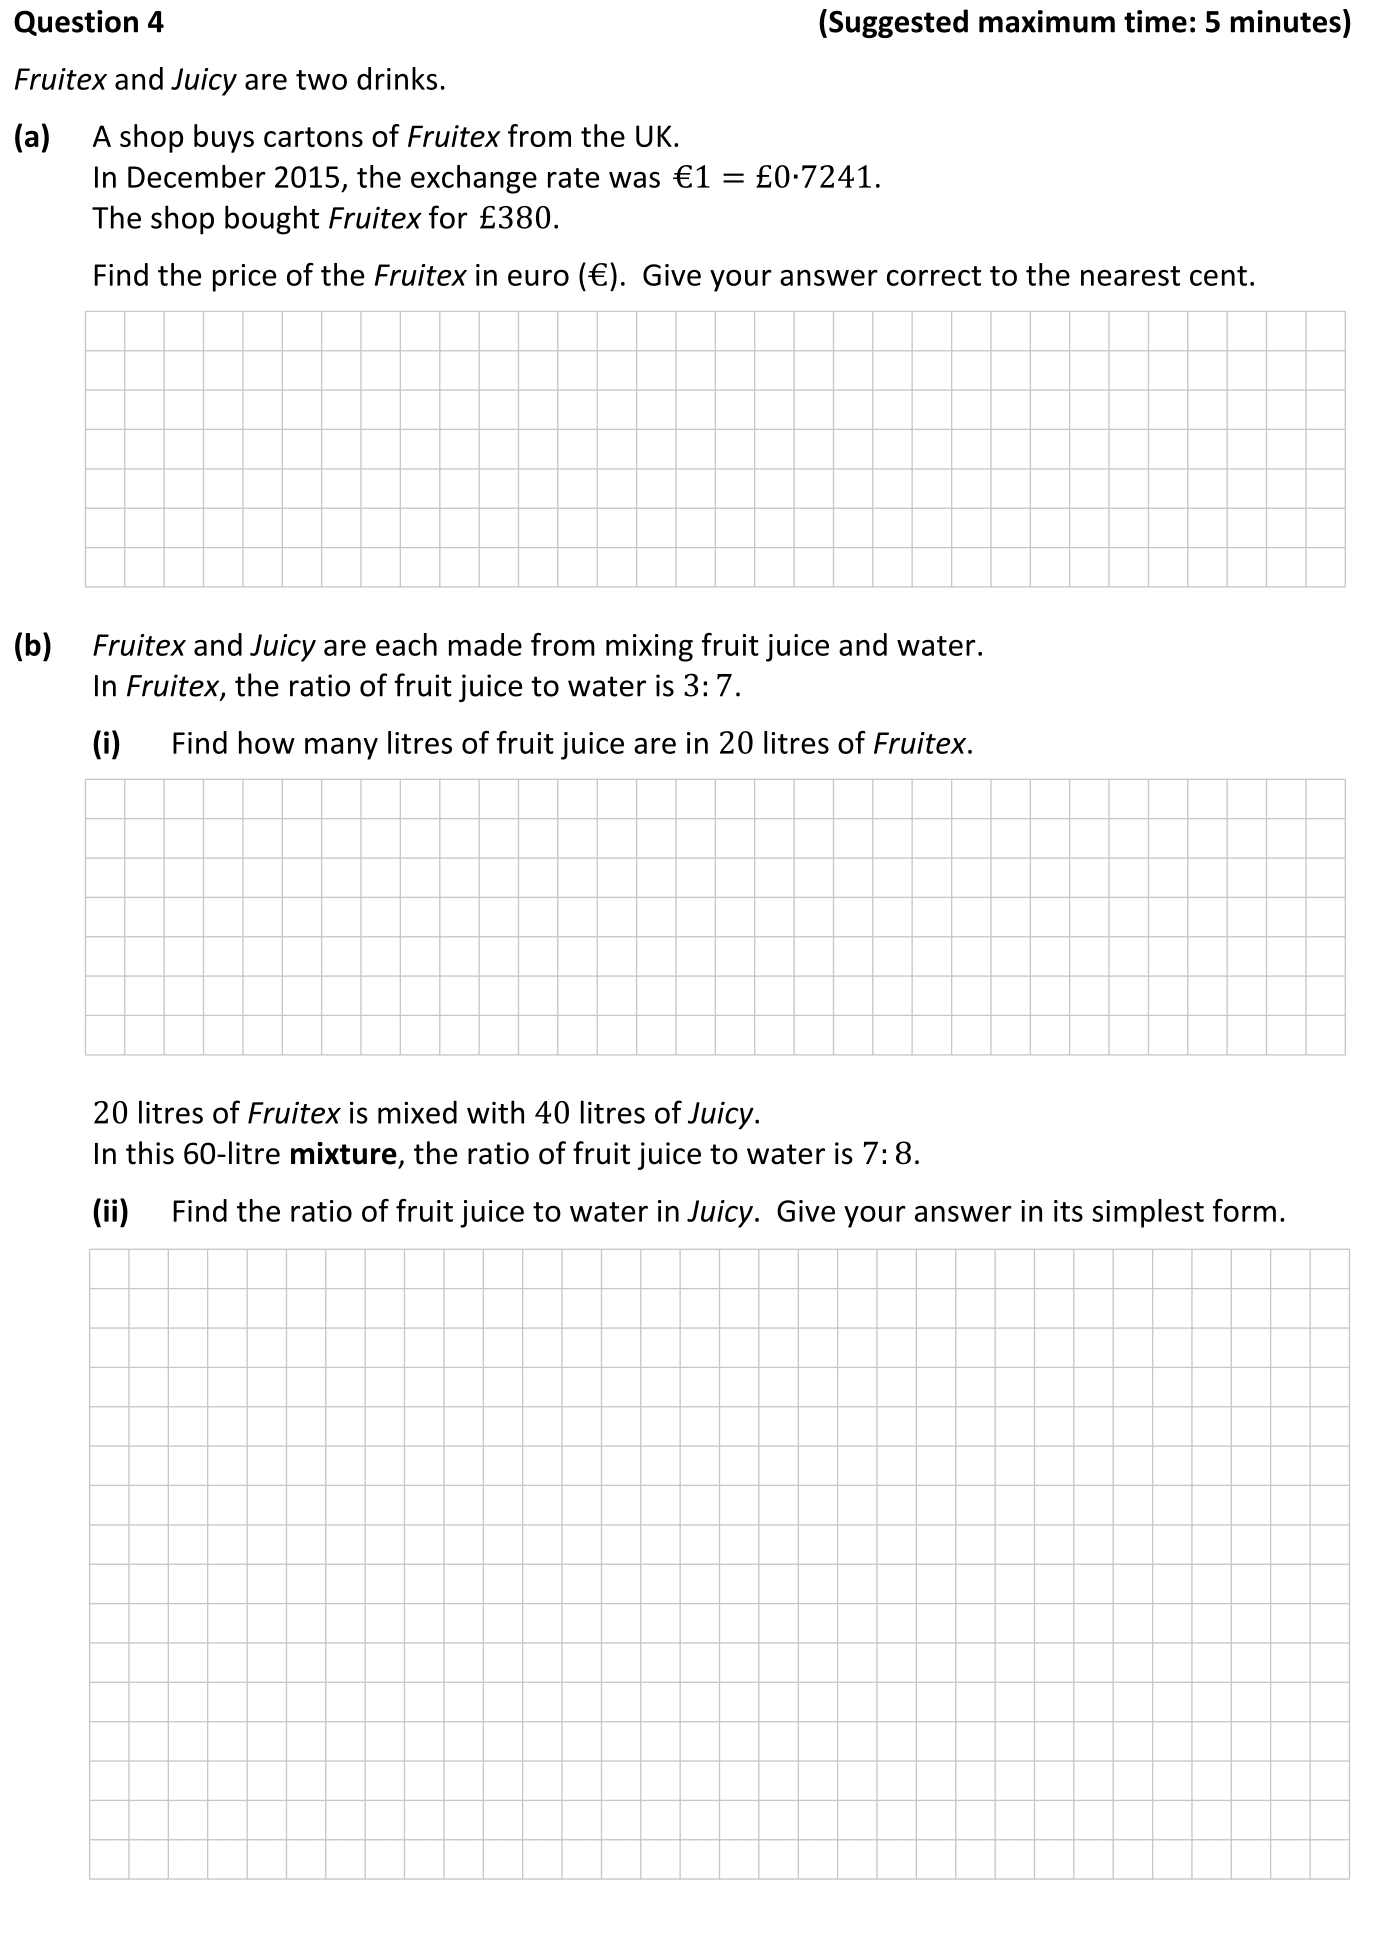 Question 4 (Suggested maximum time: 5 minutes)
Fruitex and Juicy are two drinks.
(a) A shop buys cartons of Fruitex from the UK.
In December 2015, the exchange rate was €1 = £0·7241.
The shop bought Fruitex for £380.
Find the price of the Fruitex in euro (€). Give your answer correct to the nearest cent.
(b) Fruitex and Juicy are each made from mixing fruit juice and water.
In Fruitex, the ratio of fruit juice to water is 3: 7.
(i) Find how many litres of fruit juice are in 20 litres of Fruitex.
20 litres of Fruitex is mixed with 40 litres of Juicy.
In this 60-litre mixture, the ratio of fruit juice to water is 7: 8.
(ii) Find the ratio of fruit juice to water in Juicy. Give your answer in its simplest form.